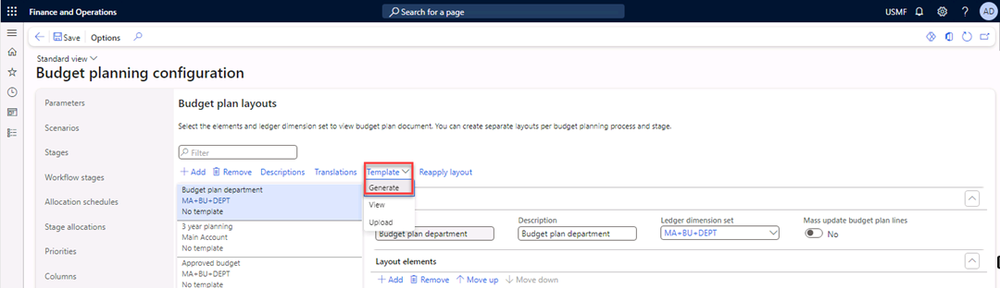 Finance and Operations
Search for a page
USMF
AD
Save
Options
Standard view
Budget planning configuration
Parameters
Scenarios
Stages
Workflow stages
Allocation schedules
Stage allocations
Priorities
Columns
Budget plan layouts
Select the elements and ledger dimension set to view budget plan document. You can create separate layouts per budget planning process and stage.
Filter
Add
Remove
Descriptions
Translations
Template
Reapply layout
Generate
View
Upload
Budget plan department
MA+BU+DEPT
No template
3 year planning
Main Account
No template
Approved budget
MA+BU+DEPT
No template
Budget plan department
Description
Budget plan department
Ledger dimension set
MA+BU+DEPT
Mass update budget plan lines
No
Layout elements
Add
Remove
Move up
Move down